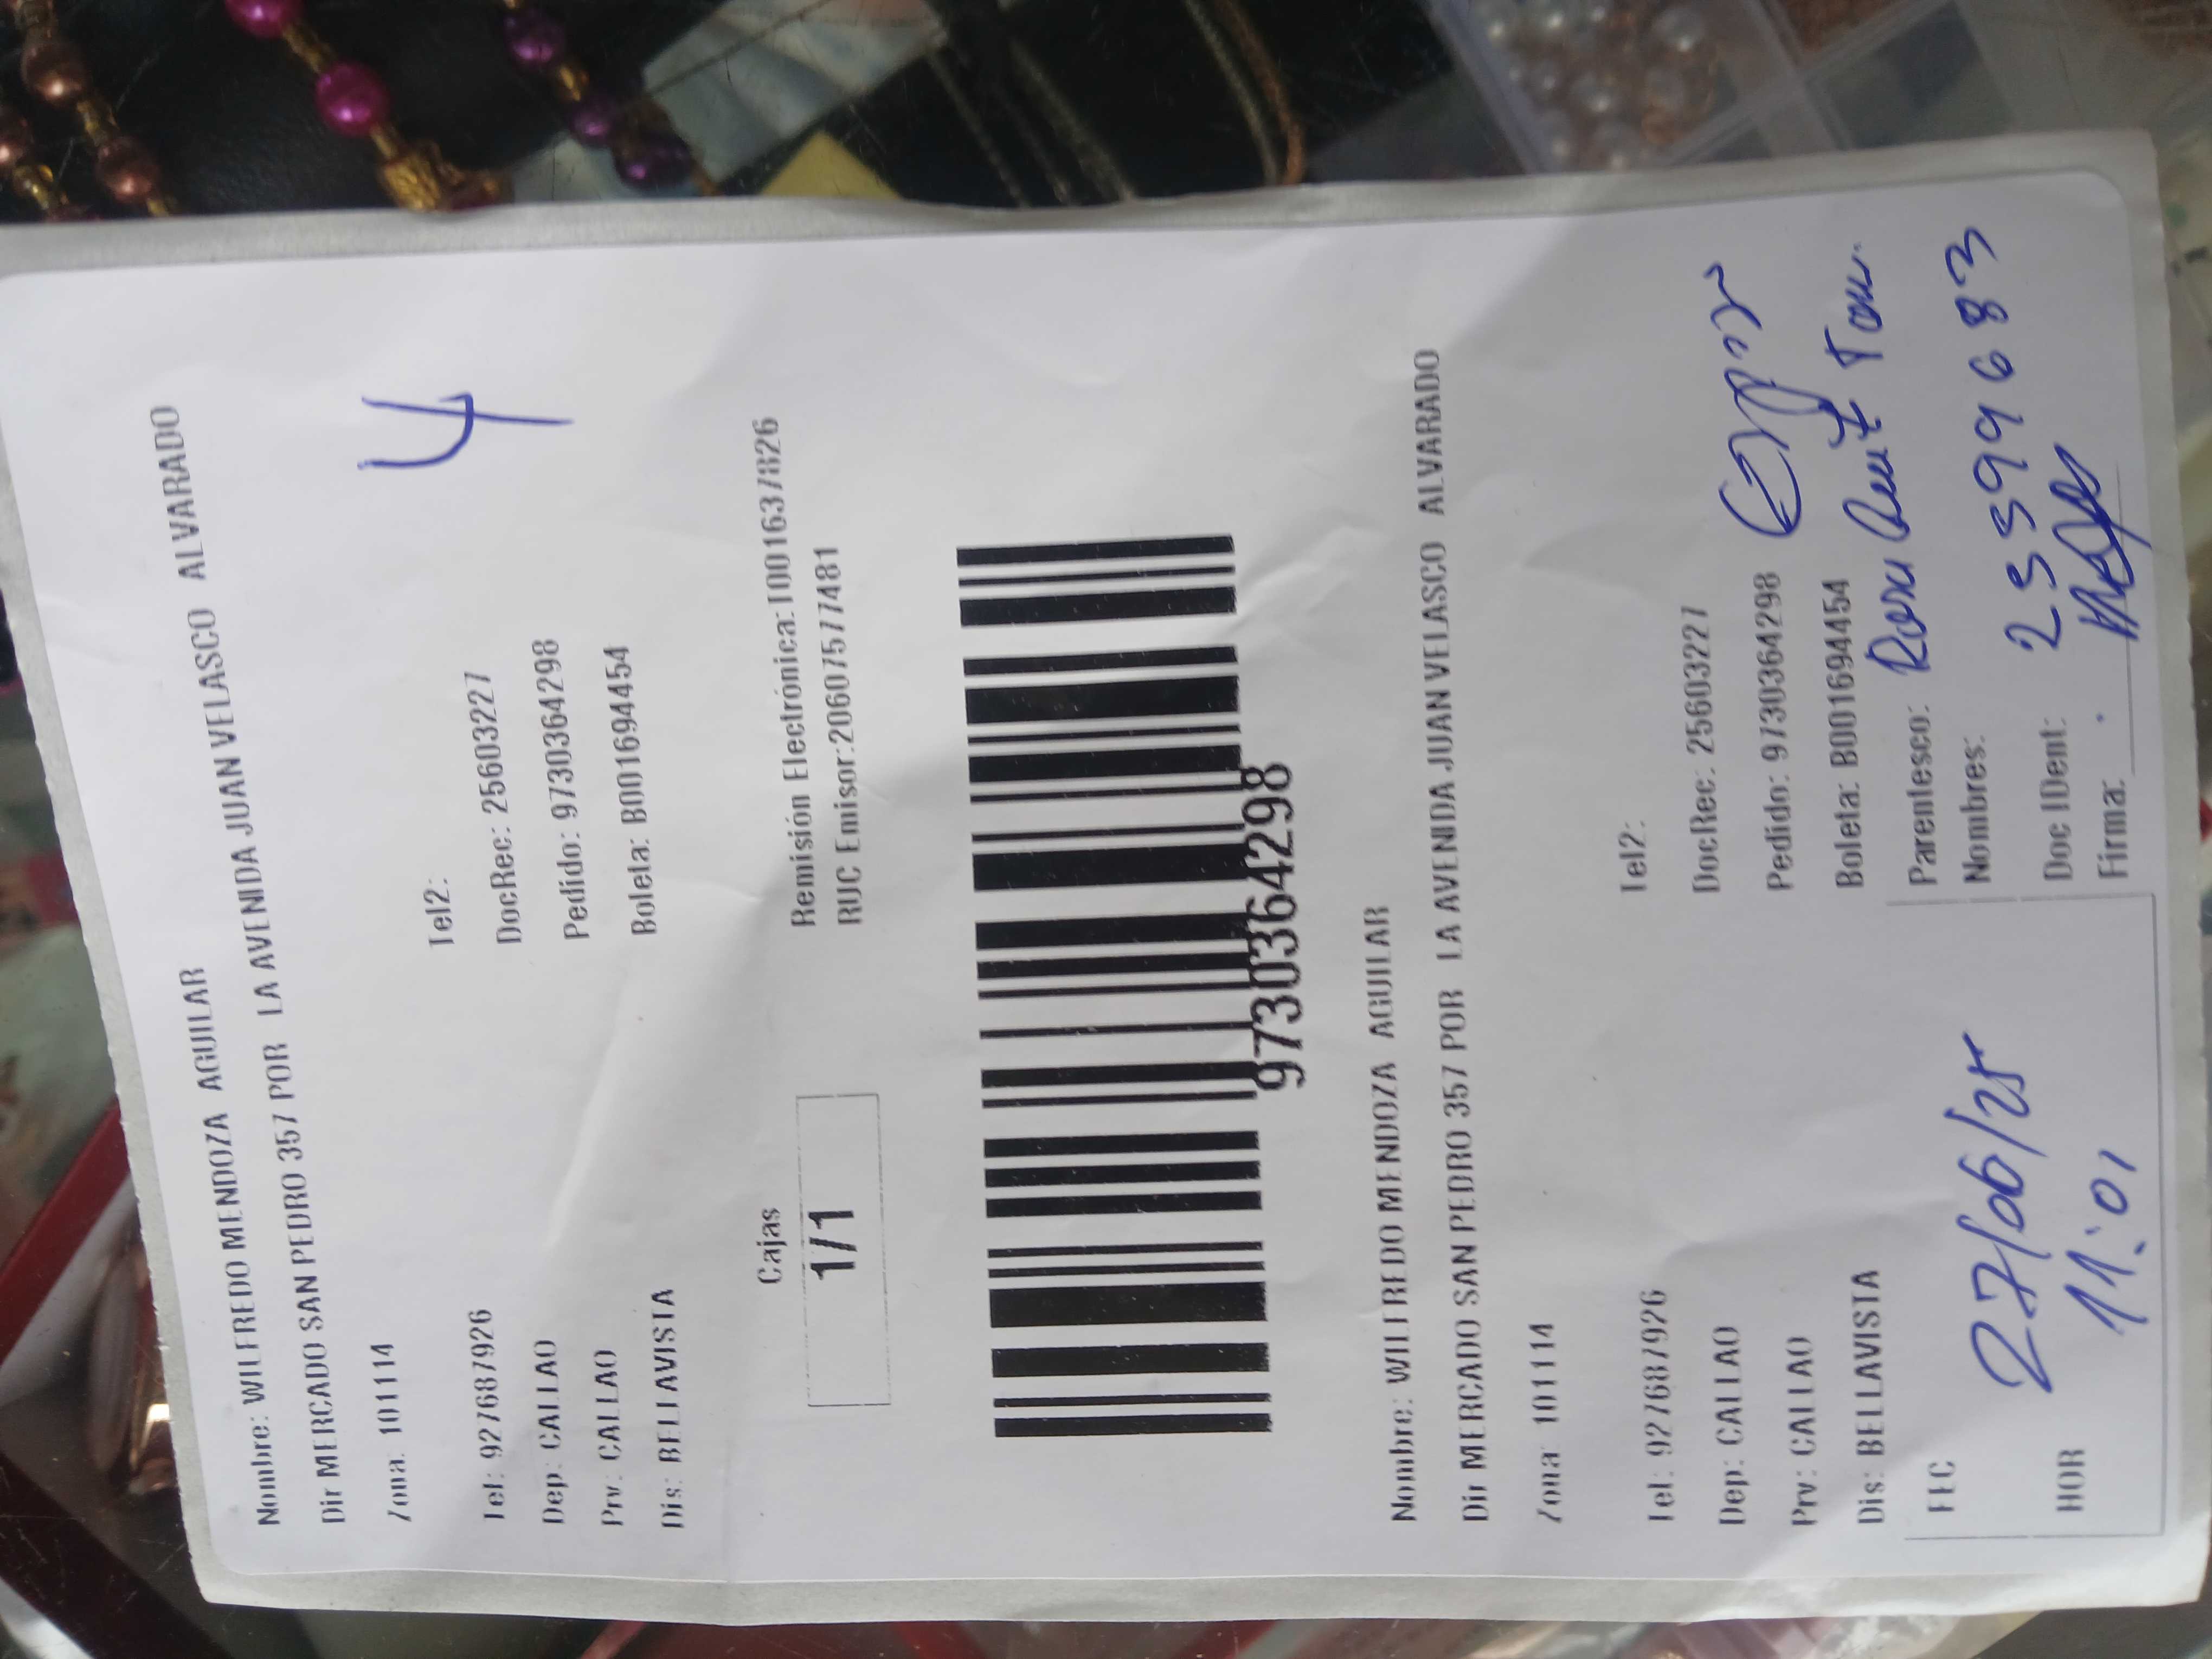 Nombre: WILFREDO MENDOZA AGUILAR
Dir MERCADO SAN PEDRO 357 POR LA AVENIDA JUAN VELASCO ALVARADO
Zona: 101114
4
Tel: 927687926 Tel2:
Dep: CALLAO DocRec: 25603227
Prv: CALLAO Pedido: 9730364298
Dis: BELLAVISTA Boleta: B001694454
Cajas
1/1
Remisión Electrónica:T001637826
RUC Emisor:20607577481
9730364298
Nombre: WILFREDO MENDOZA AGUILAR
Dir MERCADO SAN PEDRO 357 POR LA AVENIDA JUAN VELASCO ALVARADO
Zona: 101114
Tel: 927687926 Tel2:
Dep: CALLAO DocRec: 25603227
Prv: CALLAO Pedido: 9730364298
Dis: BELLAVISTA Boleta: B001694454
FEC 27/06/25
HOR 11:01
Parentesco:
Nombres: Rosa
Doc IDent: 25599683
Firma: